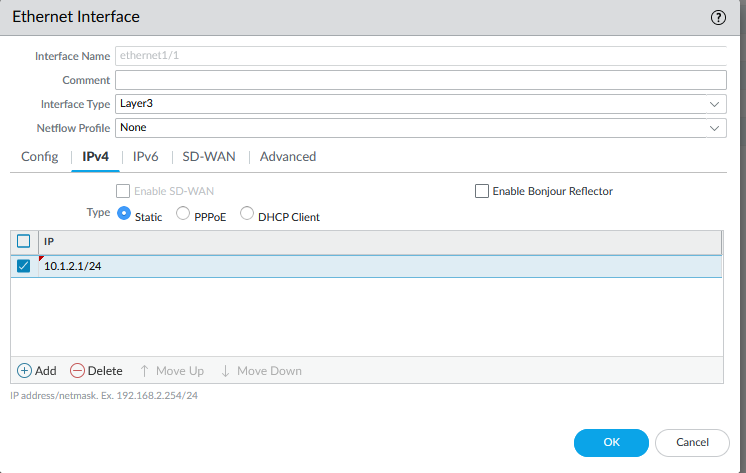 Ethernet Interface
Interface Name ethernet1/1
Comment
Interface Type Layer3
Netflow Profile None
Config IPv4 IPv6 SD-WAN Advanced
Enable SD-WAN Enable Bonjour Reflector
Type Static PPPoE DHCP Client
IP
10.1.2.1/24
Add Delete Move Up Move Down
IP address/netmask. Ex. 192.168.2.254/24
OK Cancel